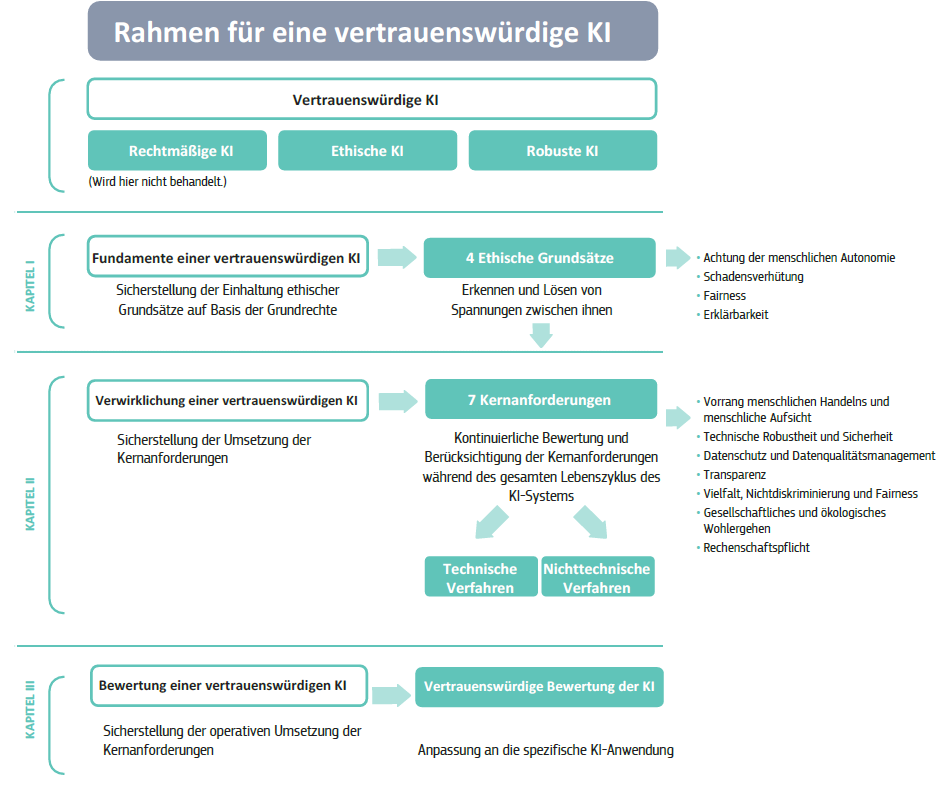 Rahmen für eine vertrauenswürdige KI
Vertrauenswürdige KI
Rechtmäßige KI
Ethische KI
Robuste KI
(Wird hier nicht behandelt.)
KAPITEL I
Fundamente einer vertrauenswürdigen KI
Sicherstellung der Einhaltung ethischer
Grundsätze auf Basis der Grundrechte
4 Ethische Grundsätze
Erkennen und Lösen von
Spannungen zwischen ihnen
• Achtung der menschlichen Autonomie
• Schadensverhütung
• Fairness
• Erklärbarkeit
KAPITEL II
Verwirklichung einer vertrauenswürdigen KI
Sicherstellung der Umsetzung der
Kernanforderungen
7 Kernanforderungen
Kontinuierliche Bewertung und
Berücksichtigung der Kernanforderungen
während des gesamten Lebenszyklus des
KI-Systems
Technische
Verfahren
Nichttechnische
Verfahren
• Vorrang menschlichen Handelns und
menschliche Aufsicht
• Technische Robustheit und Sicherheit
• Datenschutz und Datenqualitätsmanagement
• Transparenz
• Vielfalt, Nichtdiskriminierung und Fairness
• Gesellschaftliches und ökologisches
Wohlergehen
• Rechenschaftspflicht
KAPITEL III
Bewertung einer vertrauenswürdigen KI
Sicherstellung der operativen Umsetzung der
Kernanforderungen
Vertrauenswürdige Bewertung der KI
Anpassung an die spezifische KI-Anwendung